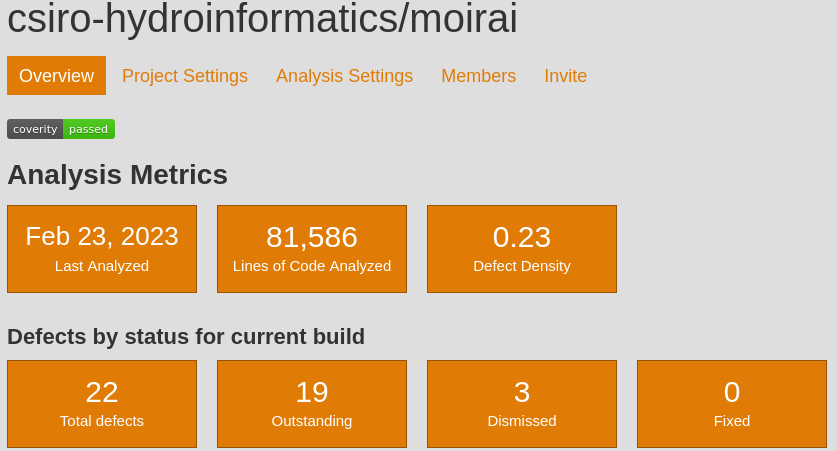 csiro-hydroinformatics/moirai
Overview Project Settings Analysis Settings Members Invite
coverity passed
Analysis Metrics
Feb 23, 2023 81,586 0.23
Last Analyzed Lines of Code Analyzed Defect Density
Defects by status for current build
22 19 3 0
Total defects Outstanding Dismissed Fixed